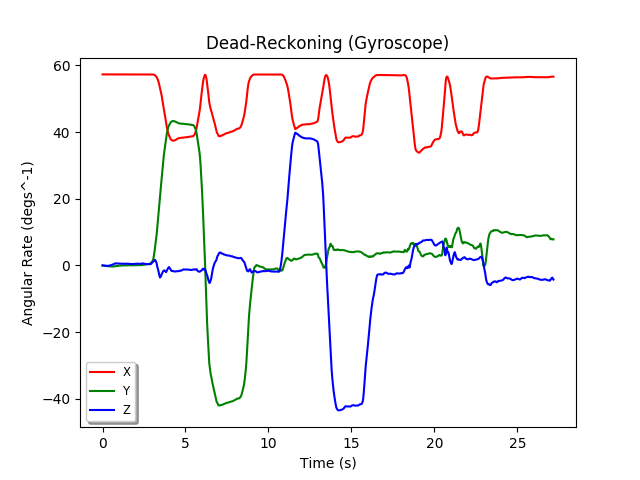 Dead-Reckoning (Gyroscope)
Angular Rate (degs^-1)
60
40
20
0
−20
−40
X
Y
Z
0 5 10 15 20 25
Time (s)